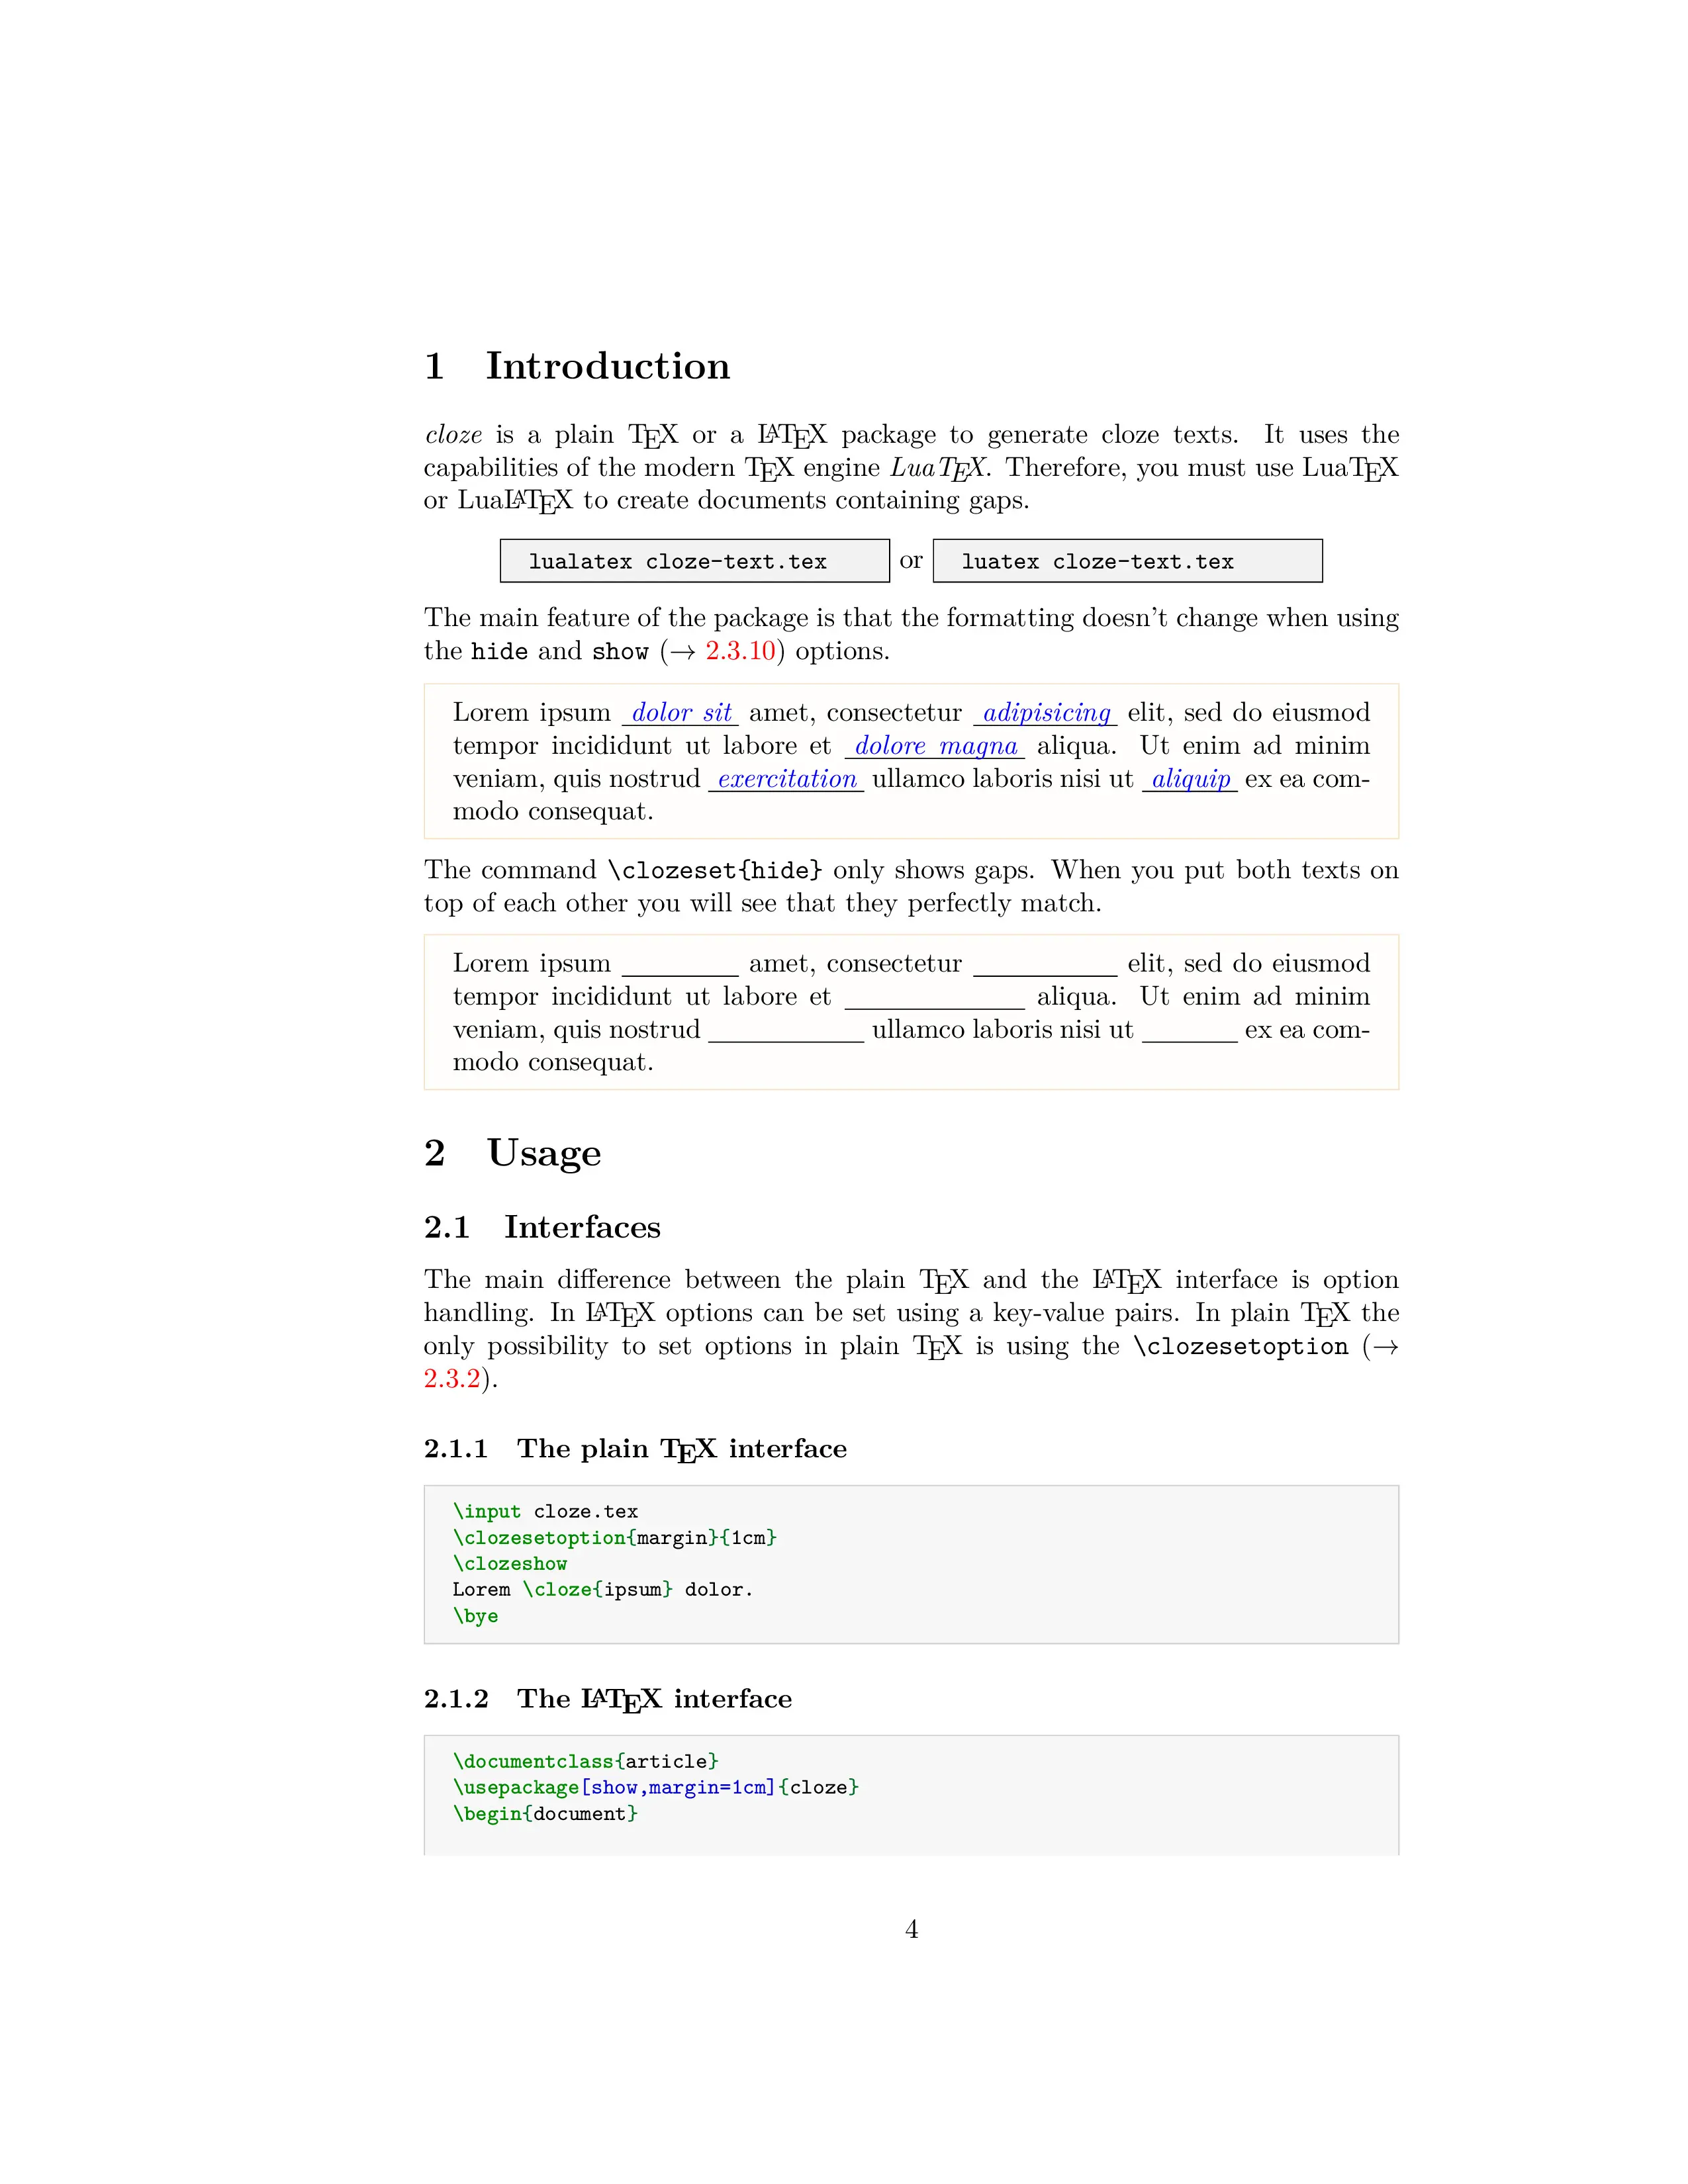 1 Introduction
cloze is a plain TEX or a LATEX package to generate cloze texts. It uses the
capabilities of the modern TEX engine LuaTEX. Therefore, you must use LuaTEX
or LuaLATEX to create documents containing gaps.
lualatex cloze-text.tex or luatex cloze-text.tex
The main feature of the package is that the formatting doesn't change when using
the hide and show (→ 2.3.10) options.
Lorem ipsum dolor sit amet, consectetur adipisicing elit, sed do eiusmod
tempor incididunt ut labore et dolore magna aliqua. Ut enim ad minim
veniam, quis nostrud exercitation ullamco laboris nisi ut aliquip ex ea com-
modo consequat.
The command \clozeset{hide} only shows gaps. When you put both texts on
top of each other you will see that they perfectly match.
Lorem ipsum ________ amet, consectetur __________ elit, sed do eiusmod
tempor incididunt ut labore et ____________ aliqua. Ut enim ad minim
veniam, quis nostrud ___________ ullamco laboris nisi ut _______ ex ea com-
modo consequat.
2 Usage
2.1 Interfaces
The main difference between the plain TEX and the LATEX interface is option
handling. In LATEX options can be set using a key-value pairs. In plain TEX the
only possibility to set options in plain TEX is using the \clozesetoption (→
2.3.2).
2.1.1 The plain TEX interface
\input cloze.tex
\clozesetoption{margin}{1cm}
\clozeshow
Lorem \cloze{ipsum} dolor.
\bye
2.1.2 The LATEX interface
\documentclass{article}
\usepackage[show,margin=1cm]{cloze}
\begin{document}
4